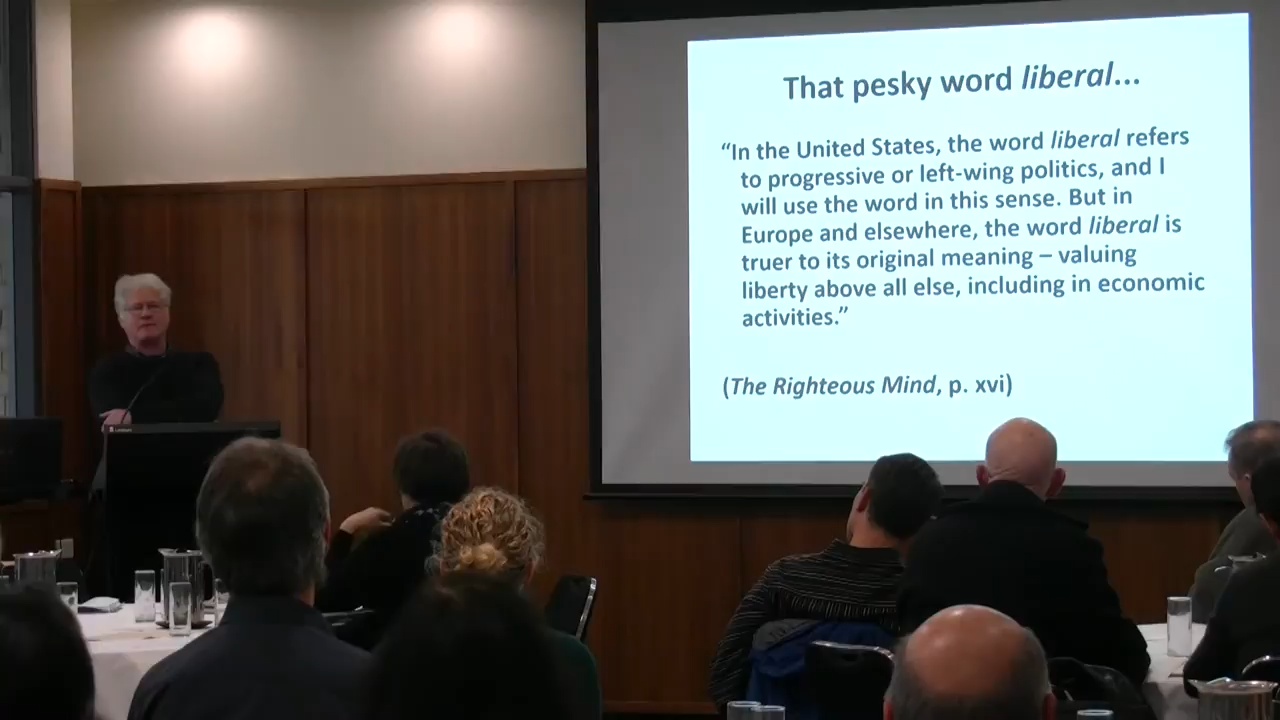 That pesky word liberal...
“In the United States, the word liberal refers
to progressive or left-wing politics, and I
will use the word in this sense. But in
Europe and elsewhere, the word liberal is
truer to its original meaning – valuing
liberty above all else, including in economic
activities.”
(The Righteous Mind, p. xvi)